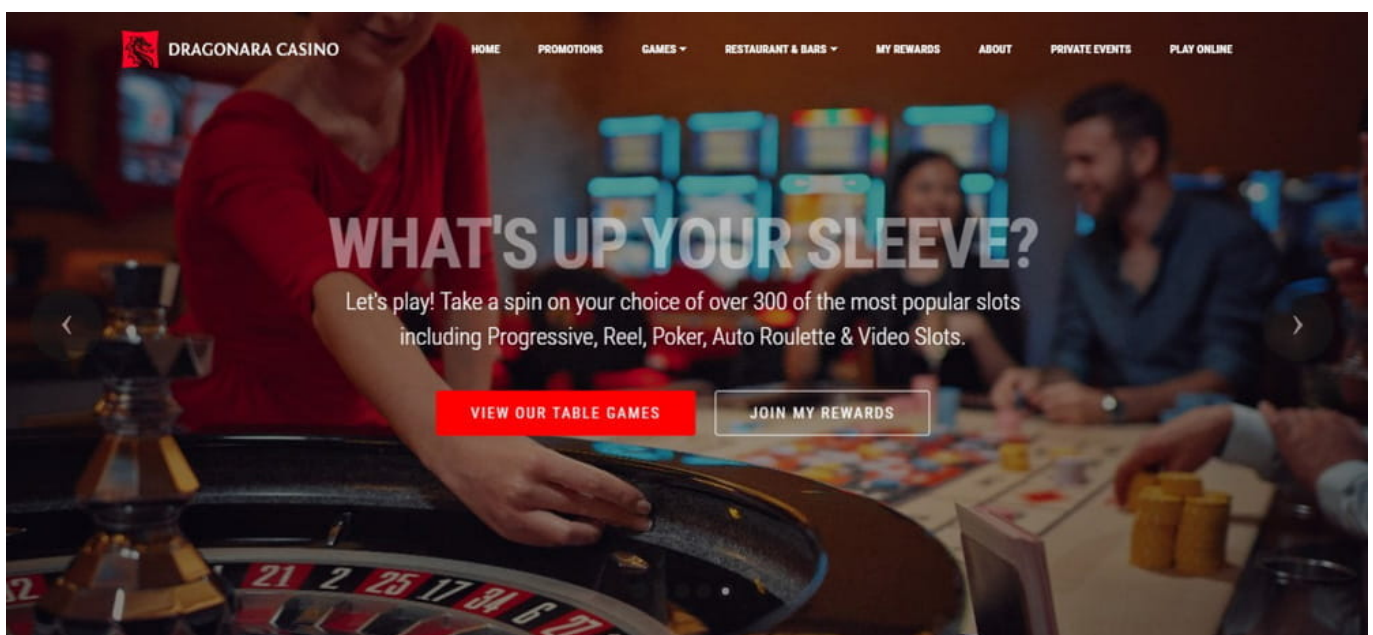 DRAGONARA CASINO
HOME PROMOTIONS GAMES RESTAURANT & BARS MY REWARDS ABOUT PRIVATE EVENTS PLAY ONLINE
WHAT'S UP YOUR SLEEVE?
Let's play! Take a spin on your choice of over 300 of the most popular slots
including Progressive, Reel, Poker, Auto Roulette & Video Slots.
VIEW OUR TABLE GAMES JOIN MY REWARDS
21 2 25 17 34 6